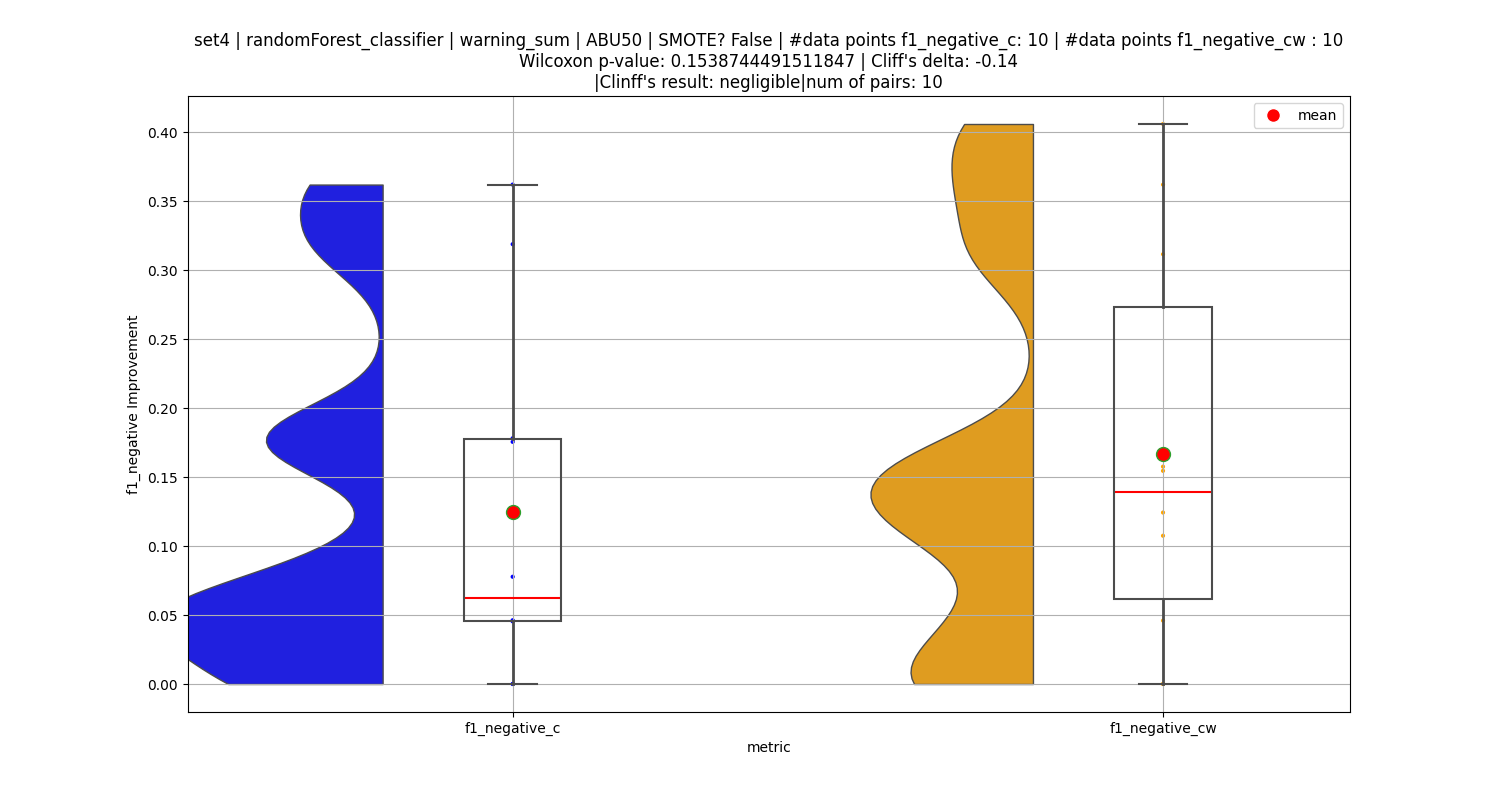 set4 | randomForest_classifier | warning_sum | ABU50 | SMOTE? False | #data points f1_negative_c: 10 | #data points f1_negative_cw : 10
Wilcoxon p-value: 0.1538744491511847 | Cliff's delta: -0.14
|Clinff's result: negligible|num of pairs: 10
mean
0.40
0.35
0.30
0.25
0.20
0.15
0.10
0.05
0.00
f1_negative Improvement
f1_negative_c
f1_negative_cw
metric